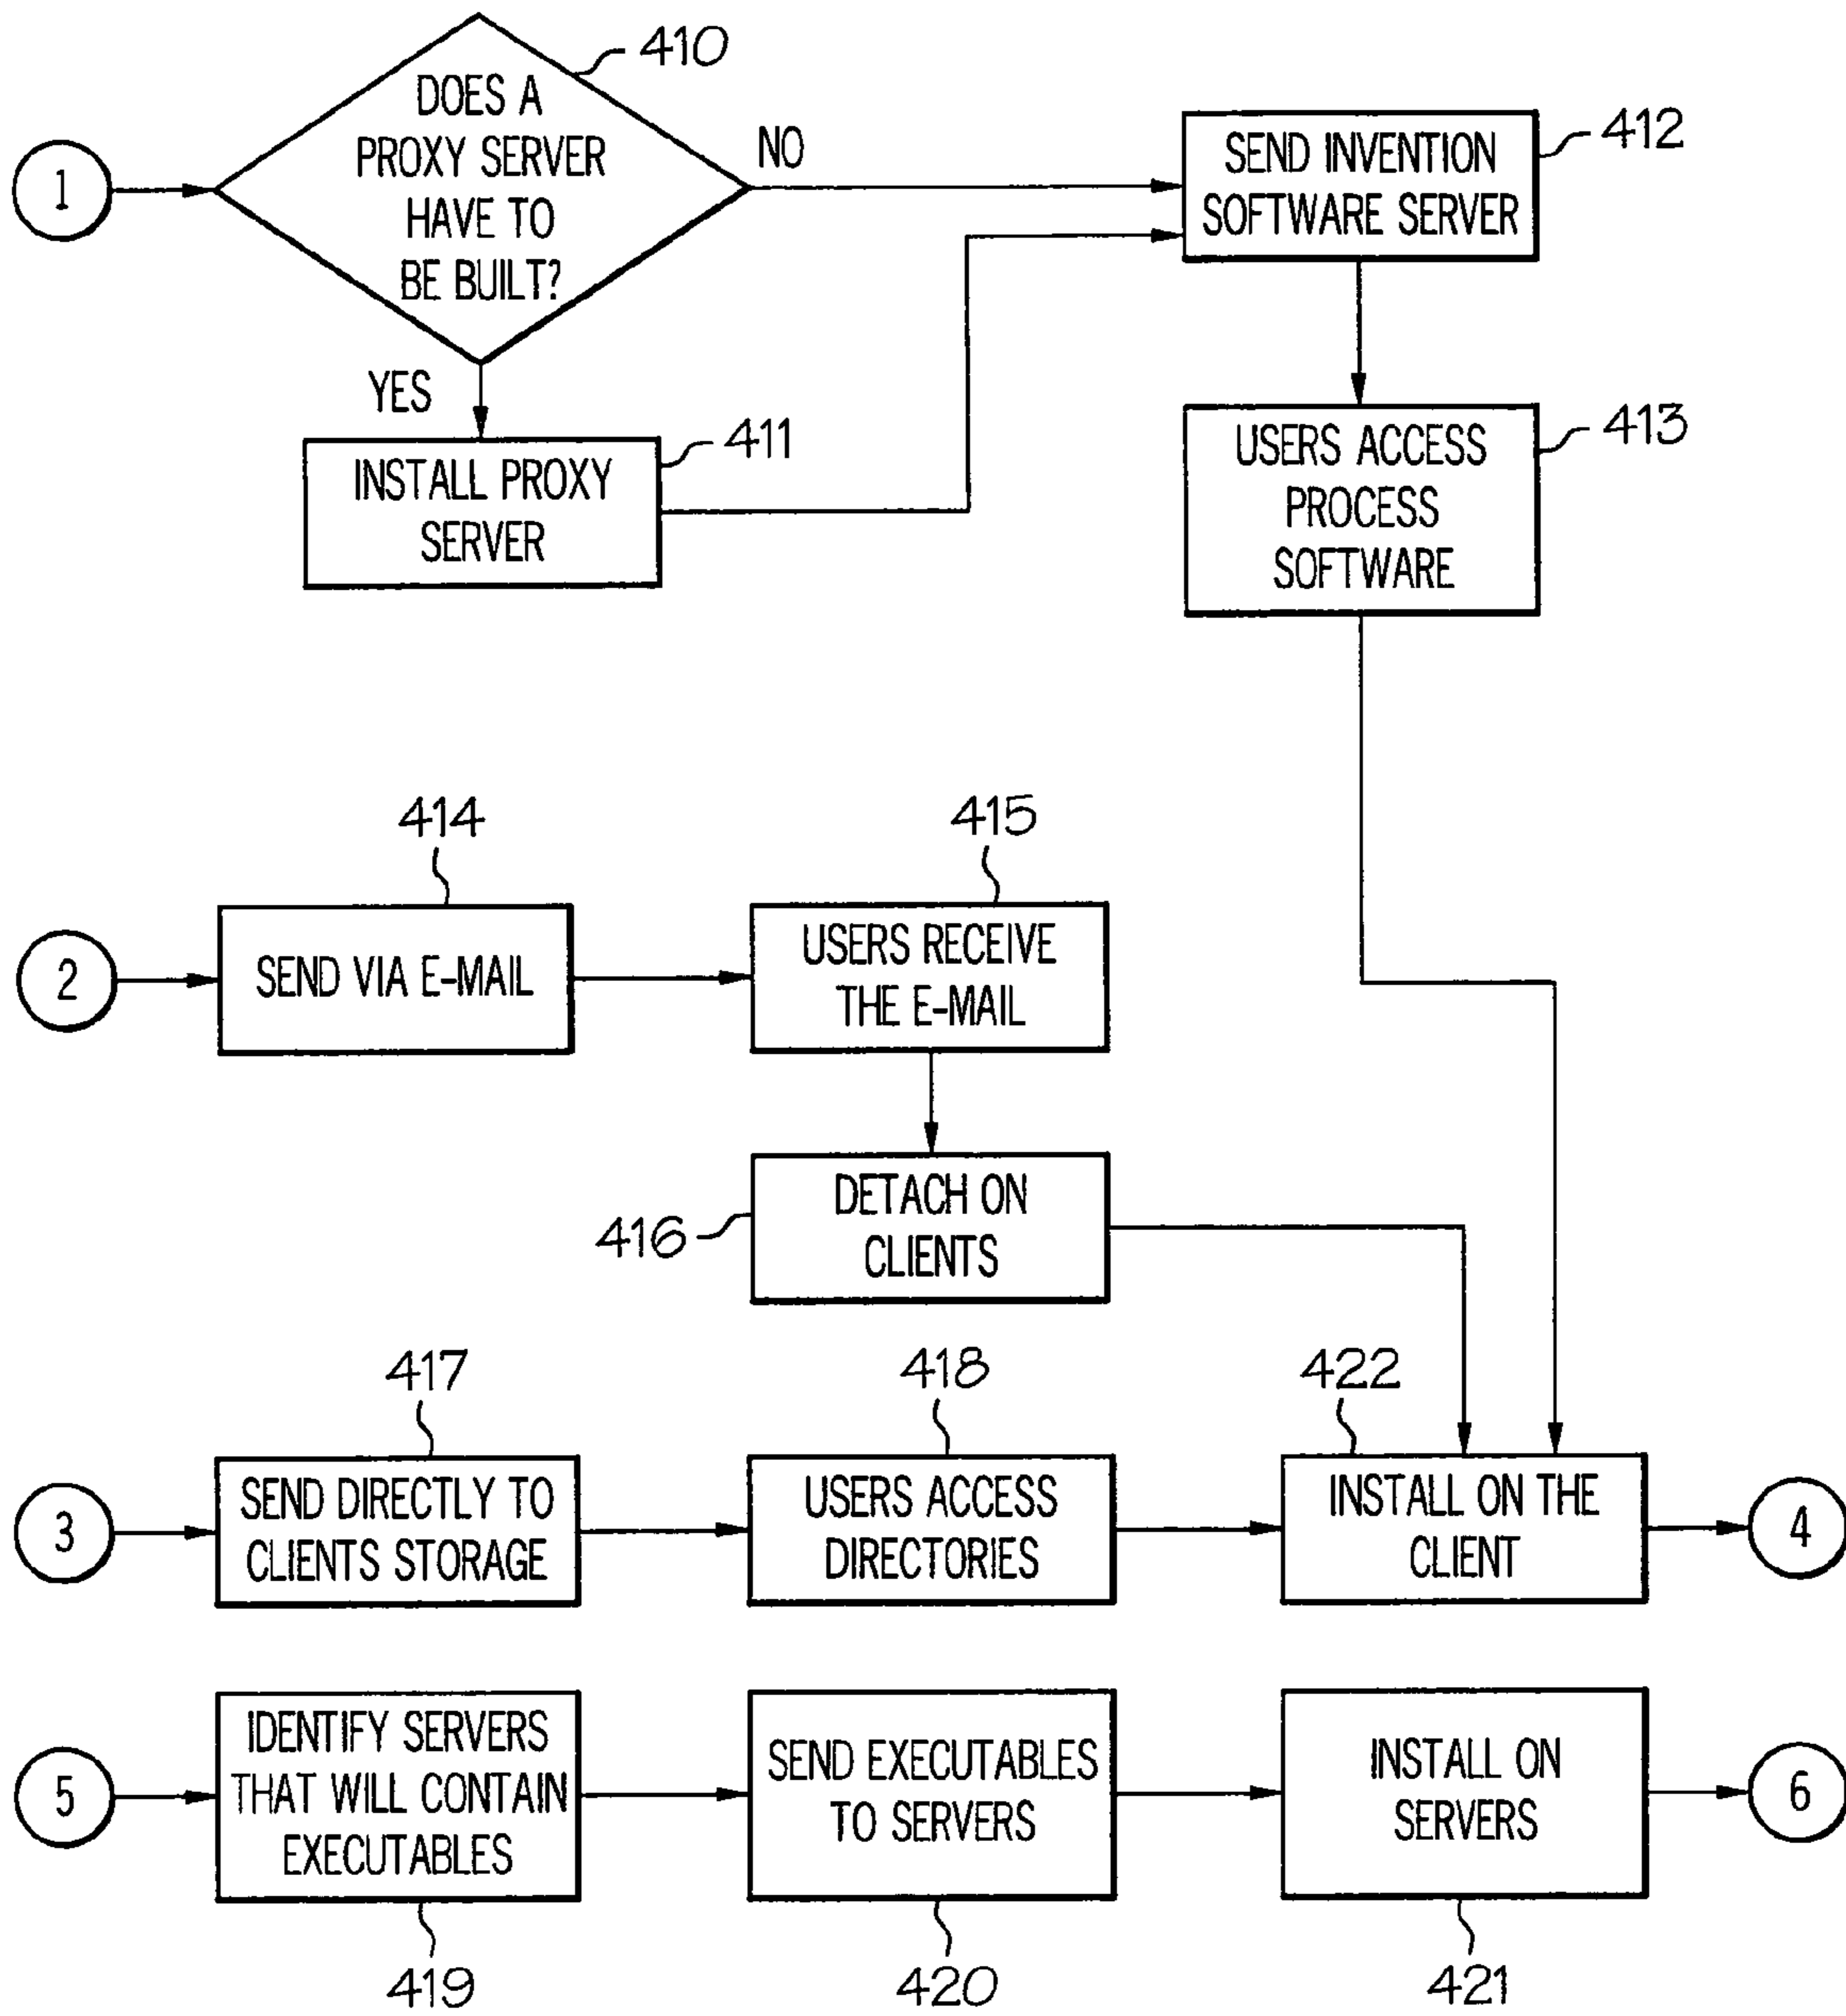 410
DOES A
PROXY SERVER
HAVE TO
BE BUILT?
1
NO
YES
411
INSTALL PROXY
SERVER
412
SEND INVENTION
SOFTWARE SERVER
413
USERS ACCESS
PROCESS
SOFTWARE
414
415
2
SEND VIA E-MAIL
USERS RECEIVE
THE E-MAIL
416
DETACH ON
CLIENTS
417
418
422
3
SEND DIRECTLY TO
CLIENTS STORAGE
USERS ACCESS
DIRECTORIES
INSTALL ON THE
CLIENT
4
5
IDENTIFY SERVERS
THAT WILL CONTAIN
EXECUTABLES
SEND EXECUTABLES
TO SERVERS
INSTALL ON
SERVERS
6
419
420
421